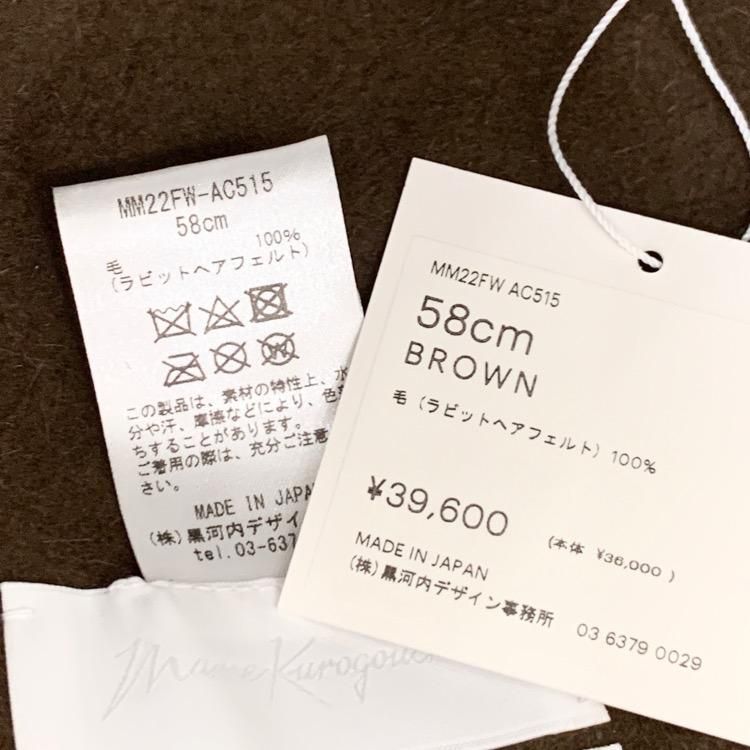 MM22FW-AC515
58cm
毛 100%
(ラビットヘアフェルト)
この製品は、素材の特性上、水
分や汗、摩擦などにより、色
ちすることがあります。
ご着用の際は、充分ご注意
さい。
MADE IN JAPAN
(株)黒河内デザイン
tel.03-637
MM22FW AC515
58cm
BROWN
毛 (ラビットヘアフェルト) 100%
¥39,600 (本体 ¥36,000 )
MADE IN JAPAN
(株)黒河内デザイン事務所 03 6379 0029
Mame Kurogouchi